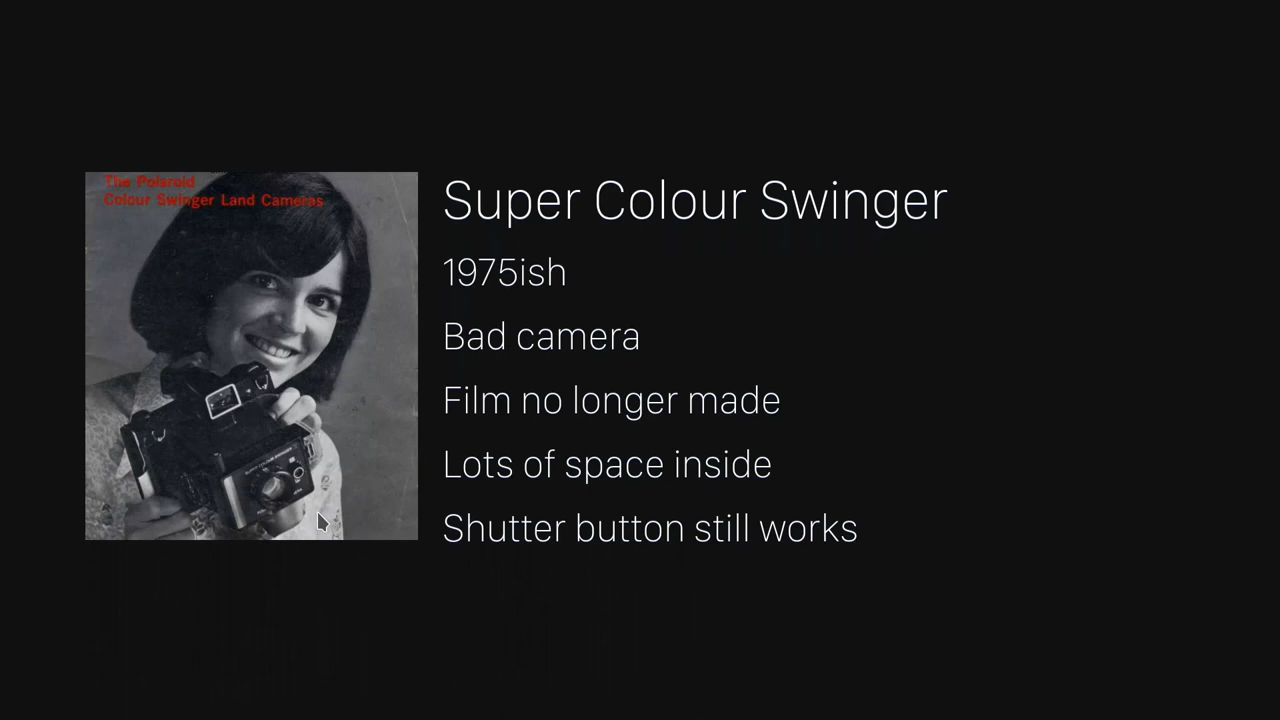 The Polaroid
Colour Swinger Land Cameras
Super Colour Swinger
1975ish
Bad camera
Film no longer made
Lots of space inside
Shutter button still works